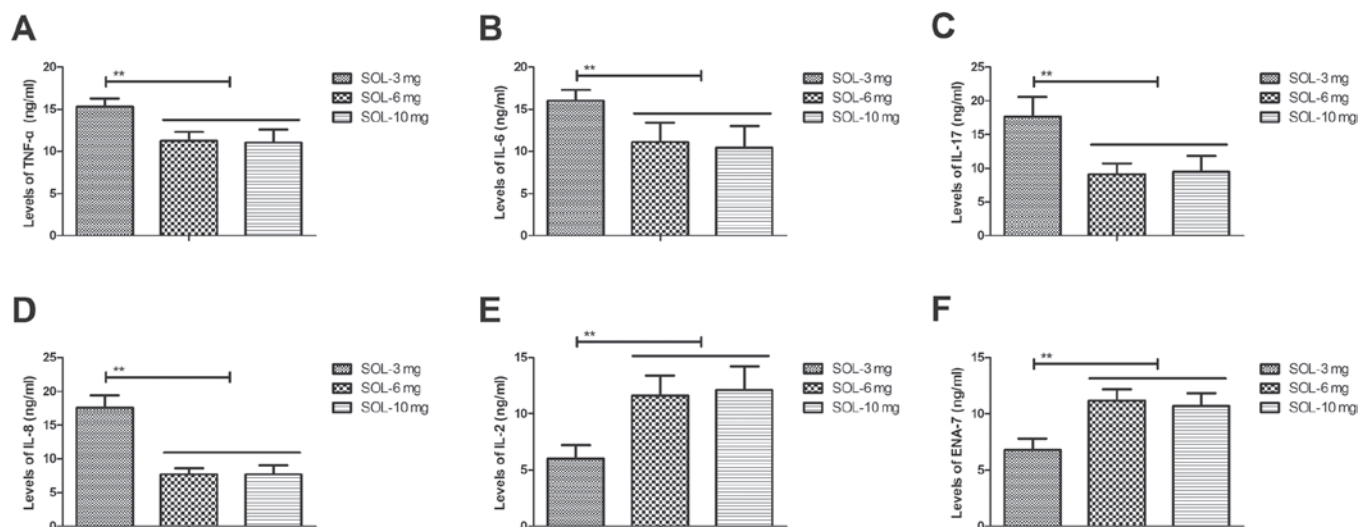 A
Levels of TNF-α (ng/ml)
20
15
10
5
0
**
SOL-3 mg
SOL-6 mg
SOL-10 mg
B
Levels of IL-6 (ng/ml)
20
15
10
5
0
**
SOL-3 mg
SOL-6 mg
SOL-10 mg
C
Levels of IL-17 (ng/ml)
25
20
15
10
5
0
**
SOL-3 mg
SOL-6 mg
SOL-10 mg
D
Levels of IL-8 (ng/ml)
25
20
15
10
5
0
**
SOL-3 mg
SOL-6 mg
SOL-10 mg
E
Levels of IL-2 (ng/ml)
15
10
5
0
**
SOL-3 mg
SOL-6 mg
SOL-10 mg
F
Levels of ENA-7 (ng/ml)
15
10
5
0
**
SOL-3 mg
SOL-6 mg
SOL-10 mg